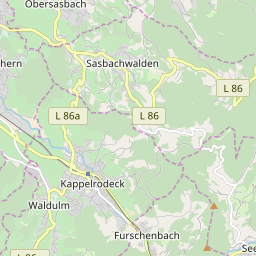 Obersasbach
Sasbachwalden
hern
L 86
L 86a
L 86
Kappelrodeck
Waldulm
Furschenbach
See